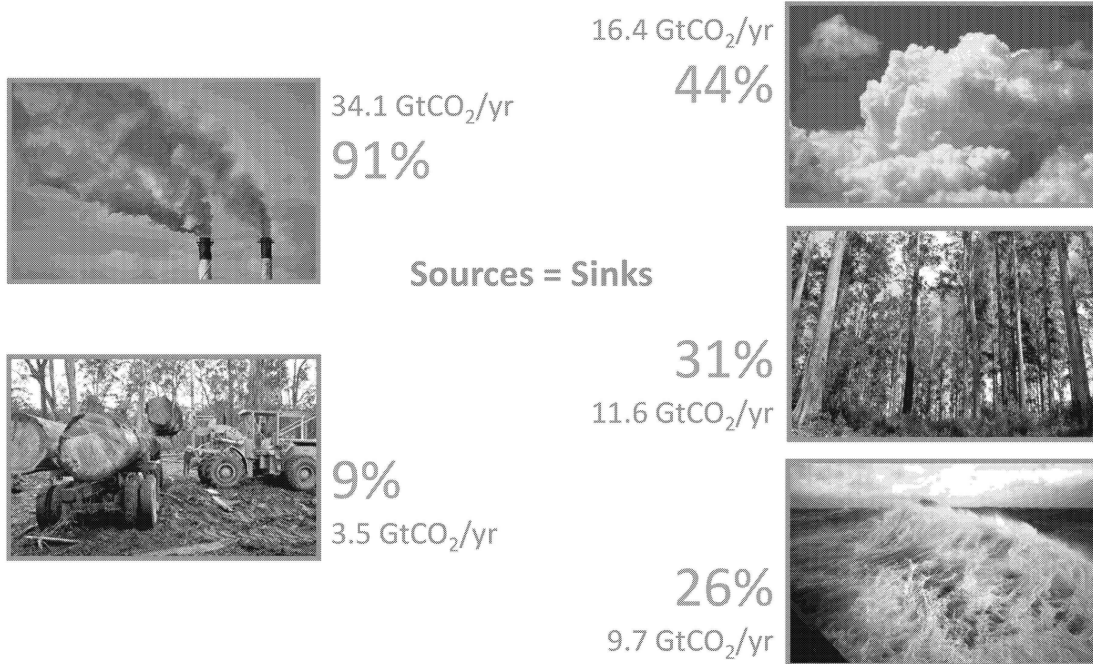 34.1 GtCO₂/yr
91%
9%
3.5 GtCO₂/yr
Sources = Sinks
16.4 GtCO₂/yr
44%
31%
11.6 GtCO₂/yr
26%
9.7 GtCO₂/yr